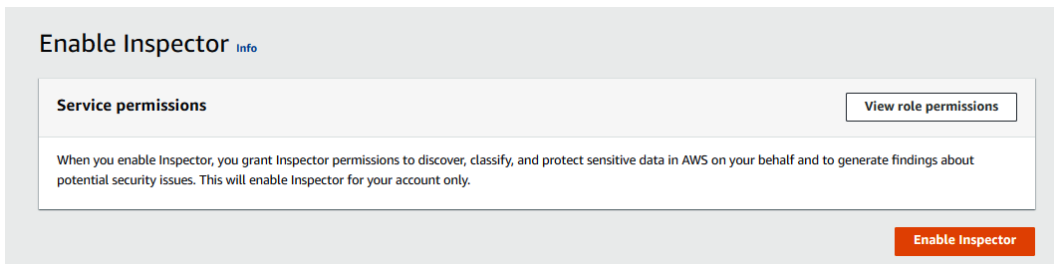 Enable Inspector Info
Service permissions
View role permissions
When you enable Inspector, you grant Inspector permissions to discover, classify, and protect sensitive data in AWS on your behalf and to generate findings about
potential security issues. This will enable Inspector for your account only.
Enable Inspector